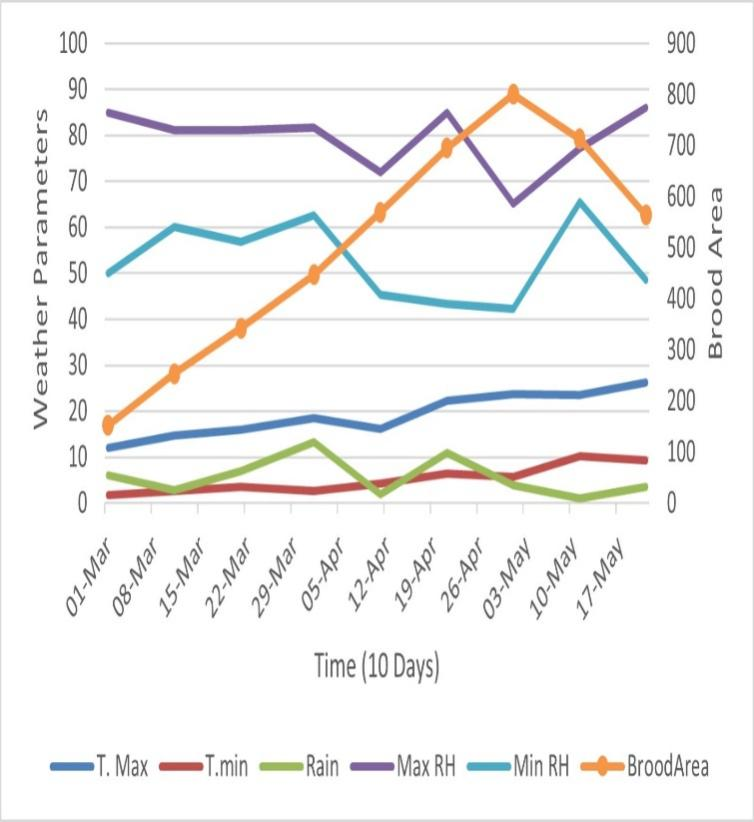 100
90
80
70
60
50
40
30
20
10
0
Weather Parameters
900
800
700
600
500
400
300
200
100
0
Brood Area
01-Mar
08-Mar
15-Mar
22-Mar
29-Mar
05-Apr
12-Apr
19-Apr
26-Apr
03-May
10-May
17-May
Time (10 Days)
T. Max T.min Rain Max RH Min RH BroodArea